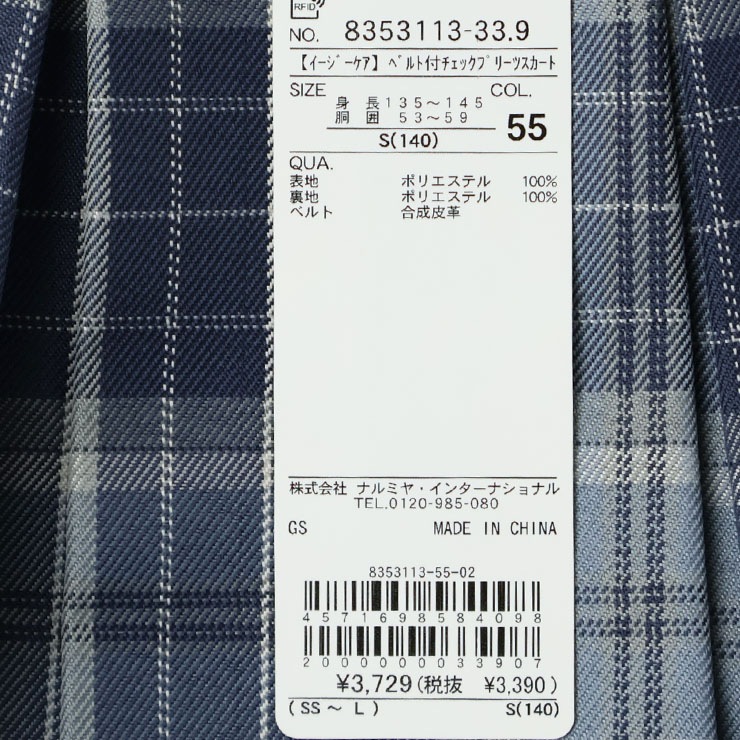 RFID
NO. 8353113-33.9
【イージーケア】ベルト付チェックプリーツスカート
SIZE COL.
身長 135～145
胴囲 53～59
S(140) 55
QUA.
表地 ポリエステル 100%
裏地 ポリエステル 100%
ベルト 合成皮革
株式会社 ナルミヤ・インターナショナル
TEL.0120-985-080
GS MADE IN CHINA
8353113-55-02
4571698584098
2000000033907
¥3,729(税抜 ¥3,390)
(SS～L) S(140)